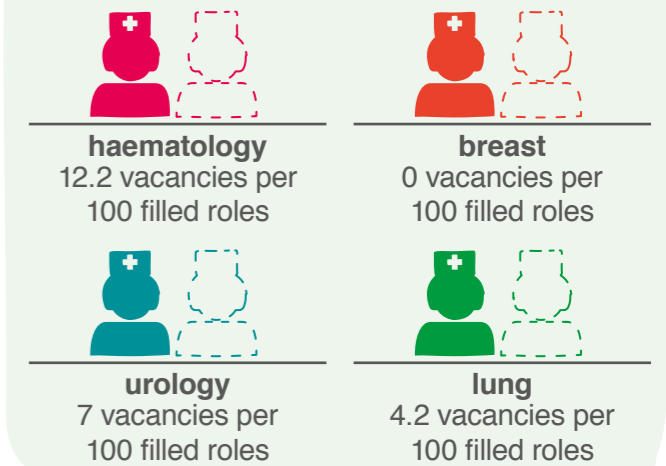 haematology
12.2 vacancies per
100 filled roles
breast
0 vacancies per
100 filled roles
urology
7 vacancies per
100 filled roles
lung
4.2 vacancies per
100 filled roles